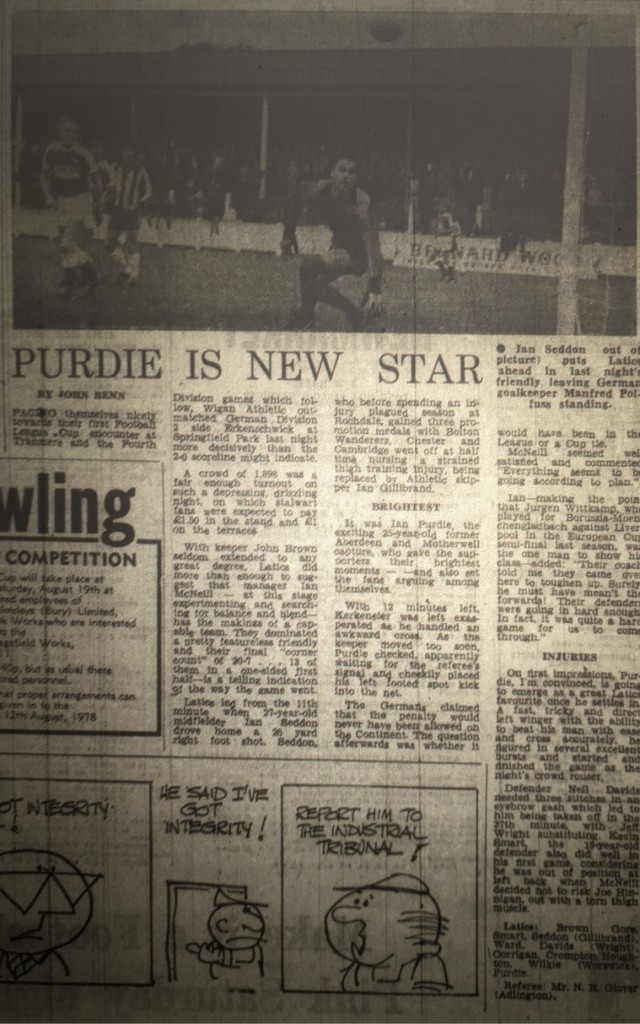 BERNARD WOO
PURDIE IS NEW STAR
● Ian Seddon out of
picture) puts Latics
ahead in last night's
friendly leaving German
goalkeeper Manfred Pol-
fuss standing.
BY JOHN BENN
PACING themselves nicely
towards their first Football
League Cup encounter at
Tranmere and the Fourth
Division games which fol-
low, Wigan Athletic out-
matched German Division
2 side Erkenschwick at
Springfield Park last night
more decisively than the
2-0 scoreline might indicate.
A crowd of 1,898 was a
fair enough turnout on
such a depressing, drizzling
night, on which stalwart
fans were expected to pay
£1.50 in the stand and £1
on the terraces
With keeper John Brown
seldom extended to any
great degree, Latics did
more than enough to sug-
gest that manager Ian
McNeill — at this stage
experimenting and search-
ing for balance and blend—
has the makings of a cap-
able team. They dominated
a pretty featureless friendly
and their final "corner
count" of 20-7 . . . 13 of
them in a one-sided first
half—is a telling indication
of the way the game went.
Latics led from the 11th
minute when 27-year-old
midfielder Ian Seddon
drove home a 25 yard
right foot shot. Seddon,
who before spending an in-
jury plagued season at
Rochdale, gained three pro-
motion medals with Bolton
Wanderers, Chester and
Cambridge went off at half
time nursing a strained
thigh training injury, being
replaced by Athletic skip-
per Ian Gillibrand.
BRIGHTEST
It was Ian Purdie, the
exciting 25-year-old former
Aberdeen and Motherwell
capture, who gave the sup-
porters their brightest
moments — and also set
the fans arguing among
themselves.
With 12 minutes left,
Kerkeneler was left exas-
perated as he handled an
awkward cross. As the
keeper moved too soon,
Purdie checked, apparently
waiting for the referee's
signal and cheekily placed
his left footed spot kick
into the net.
The Germans claimed
that the penalty would
never have been allowed on
the Continent. The question
afterwards was whether it
would have been in the
League or a Cup tie.
McNeill seemed well
satisfied and commented
"Everything seems to be
going according to plan."
Ian—making the point
that Jurgen Wittkamp, who
played for Borussia-Mon-
chengladbach against Liver-
pool in the European Cup
semi-final last season, was
the one man to show his
class—added: "Their coach
told me they came over
here to toughen up. Surely
he must have mean't the
forwards! Their defenders
were going in hard enough.
In fact, it was quite a hard
game for us to come
through."
INJURIES
On first impressions, Pur-
die, I'm convinced, is going
to emerge as a great Latics
favourite once he settles in.
A fast, tricky and direct
left winger with the ability
to beat his man with ease
and cross accurately, he
figured in several excellent
bursts and started and
finished, the game as the
night's crowd rouser.
Defender Neil Davids
needed three stitches in an
eyebrow gash which led to
him being taken off in the
37th minute, with Jeff
Wright substituting. Kevin
Smart, the 19-year-old
defender also did well in
his first game, considering
he was out of position at
left back when McNeill
decided not to risk Joe Hin-
nigan, out with a torn thigh
muscle.
Latics: Brown; Gore,
Smart, Seddon (Gillibrand),
Ward, Davids (Wright),
Corrigan, Crompton, Hough-
ton, Wilkie (Worswick),
Purdie.
Referee: Mr. N. H. Glover
(Adlington).
wling
COMPETITION
Cup will take place at
turday, August 19th at
red employees of
(Bury) Limited,
k Works who are interested
o the
Works,
40p, but as usual there
red personnel.
hat proper arrangements can
given in to the
12th August, 1978
OT INTEGRITY
HE SAID I'VE
GOT
INTEGRITY!
REPORT HIM TO
THE INDUSTRIAL
TRIBUNAL!